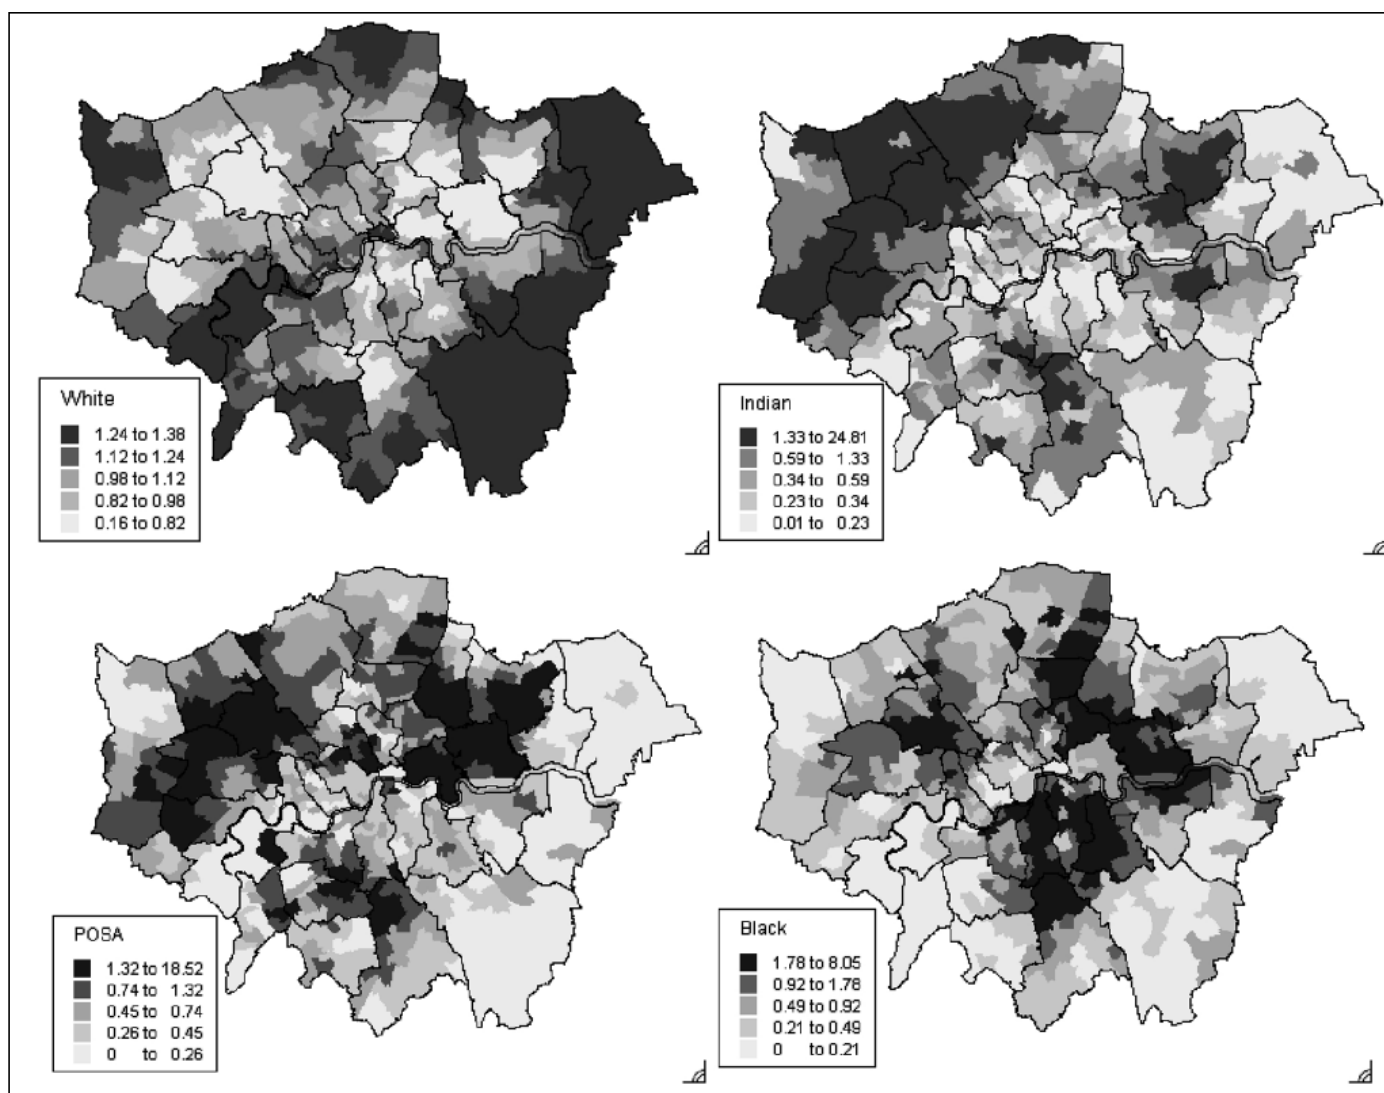 White
1.24 to 1.38
1.12 to 1.24
0.98 to 1.12
0.82 to 0.98
0.16 to 0.82
Indian
1.33 to 24.81
0.59 to 1.33
0.34 to 0.59
0.23 to 0.34
0.01 to 0.23
POSA
1.32 to 18.52
0.74 to 1.32
0.45 to 0.74
0.26 to 0.45
0 to 0.26
Black
1.78 to 8.05
0.92 to 1.78
0.49 to 0.92
0.21 to 0.49
0 to 0.21